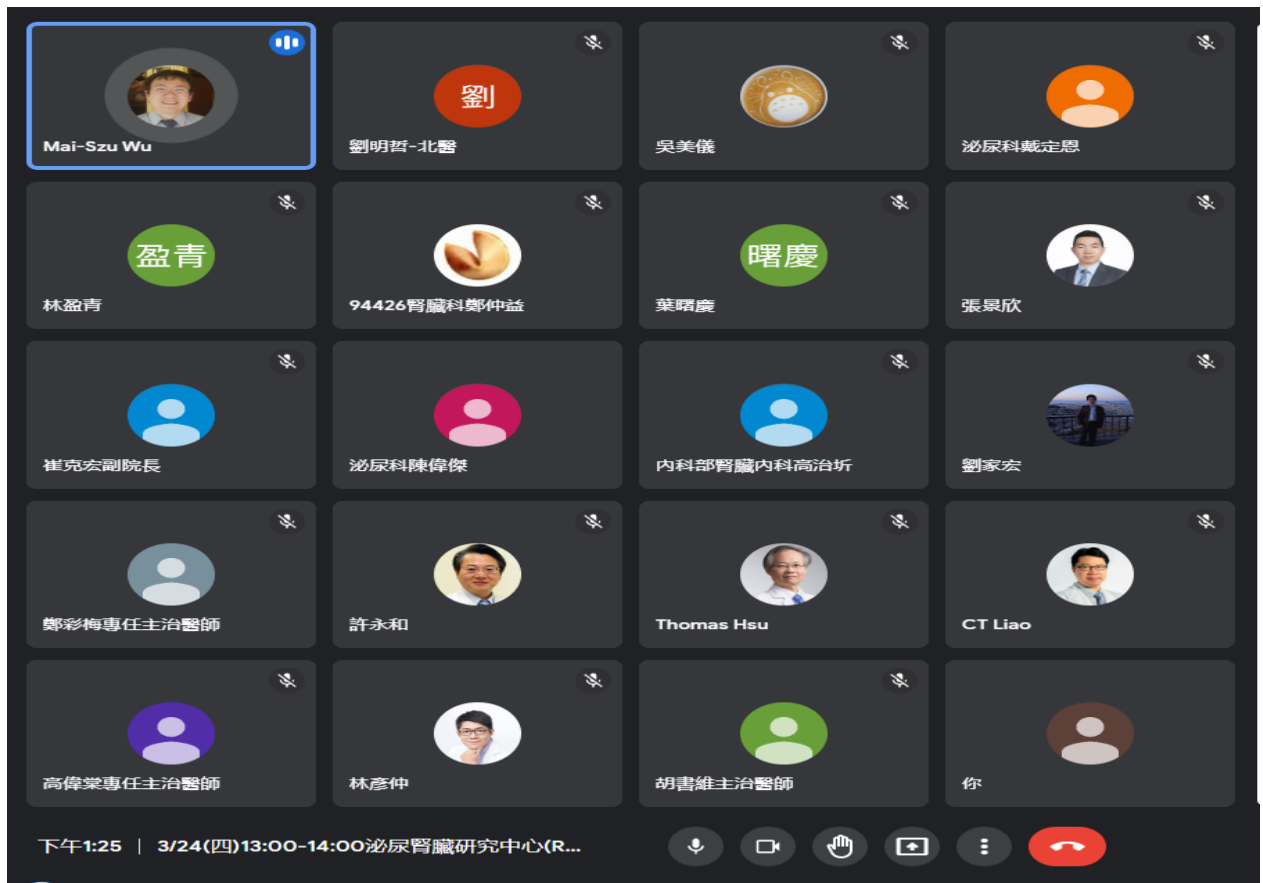 Mai-Szu Wu
劉
劉明哲-北醫
吳美儀
泌尿科戴定恩
盈青
林盈青
94426腎臟科鄭仲益
曙慶
葉曙慶
張景欣
崔克宏副院長
泌尿科陳偉傑
內科部腎臟內科高治圻
劉家宏
鄭彩梅專任主治醫師
許永和
Thomas Hsu
CT Liao
高偉棠專任主治醫師
林彥仲
胡書維主治醫師
你
下午1:25 | 3/24(四)13:00-14:00泌尿腎臟研究中心(R...